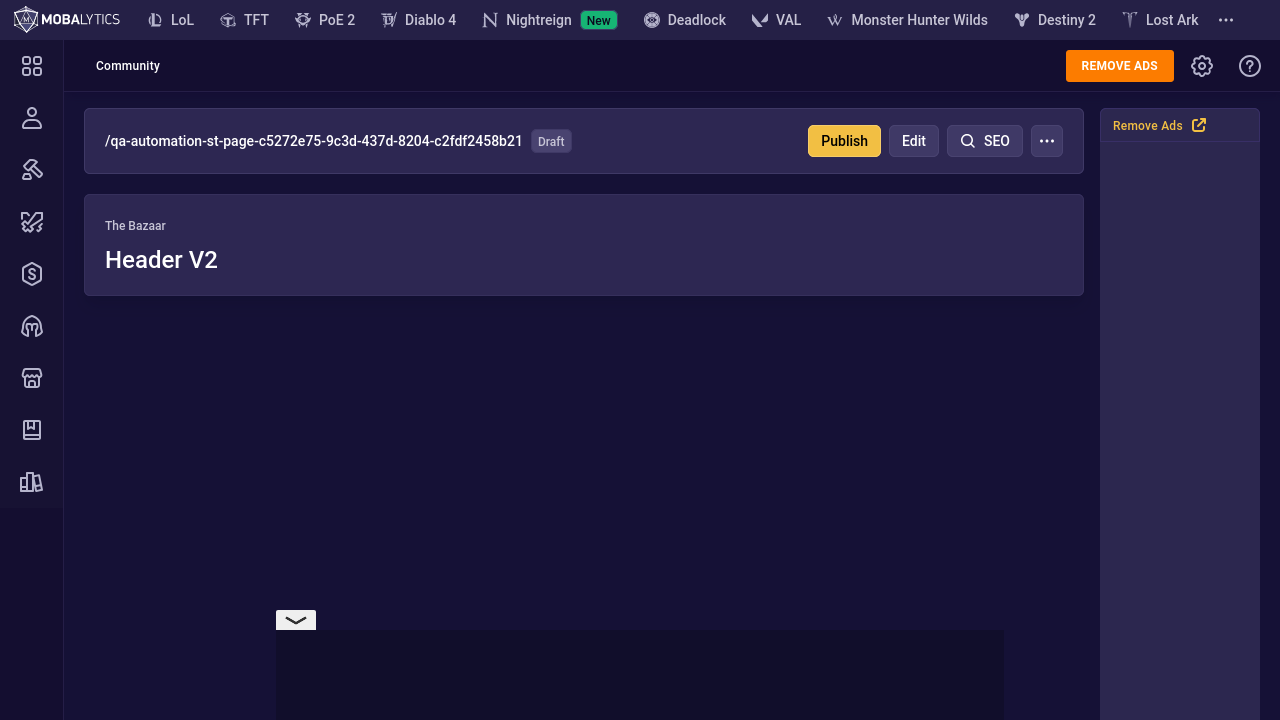 MOBALYTICS LoL TFT PoE 2 Diablo 4 Nightreign New Deadlock VAL Monster Hunter Wilds Destiny 2 Lost Ark
Community REMOVE ADS
/qa-automation-st-page-c5272e75-9c3d-437d-8204-c2fdf2458b21 Draft Publish Edit SEO
Remove Ads
The Bazaar
Header V2